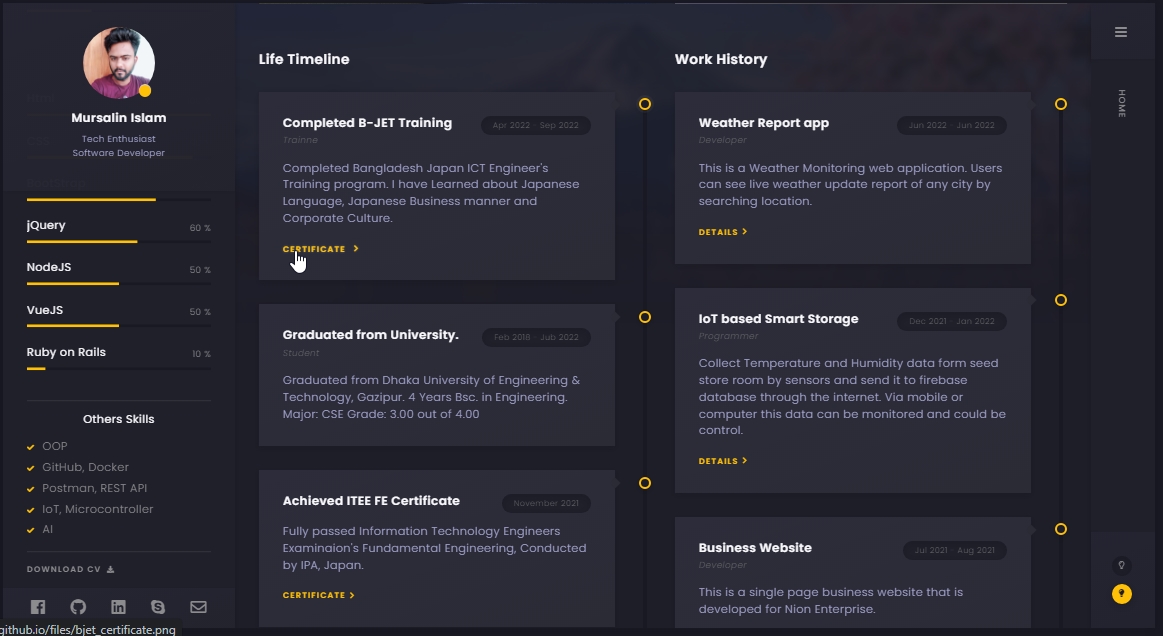 Mursalin Islam
Tech Enthusiast
Software Developer
jQuery 60 %
NodeJS 50 %
VueJS 50 %
Ruby on Rails 10 %
Others Skills
OOP
GitHub, Docker
Postman, REST API
IoT, Microcontroller
AI
DOWNLOAD CV
github.io/files/bjet_certificate.png
Life Timeline
Completed B-JET Training Apr 2022 - Sep 2022
Trainne
Completed Bangladesh Japan ICT Engineer's
Training program. I have Learned about Japanese
Language, Japanese Business manner and
Corporate Culture.
CERTIFICATE
Graduated from University. Feb 2018 - Jub 2022
Student
Graduated from Dhaka University of Engineering &
Technology, Gazipur. 4 Years Bsc. in Engineering.
Major: CSE Grade: 3.00 out of 4.00
Achieved ITEE FE Certificate November 2021
Fully passed Information Technology Engineers
Examinaion's Fundamental Engineering, Conducted
by IPA, Japan.
CERTIFICATE
Work History
Weather Report app Jun 2022 - Jun 2022
Developer
This is a Weather Monitoring web application. Users
can see live weather update report of any city by
searching location.
DETAILS
IoT based Smart Storage Dec 2021 - Jan 2022
Programmer
Collect Temperature and Humidity data form seed
store room by sensors and send it to firebase
database through the internet. Via mobile or
computer this data can be monitored and could be
control.
DETAILS
Business Website Jul 2021 - Aug 2021
Developer
This is a single page business website that is
developed for Nion Enterprise.
HOME